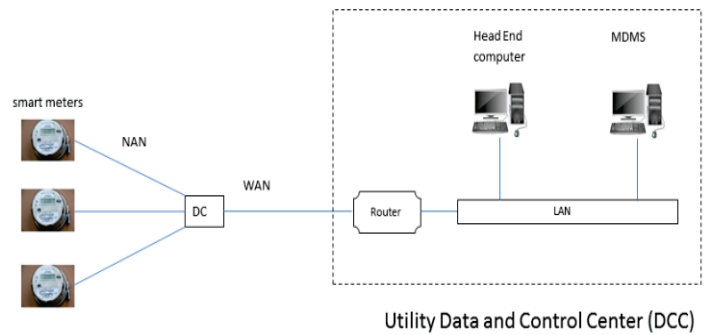 Head End
computer
MDMS
smart meters
NAN
WAN
DC
Router
LAN
Utility Data and Control Center (DCC)